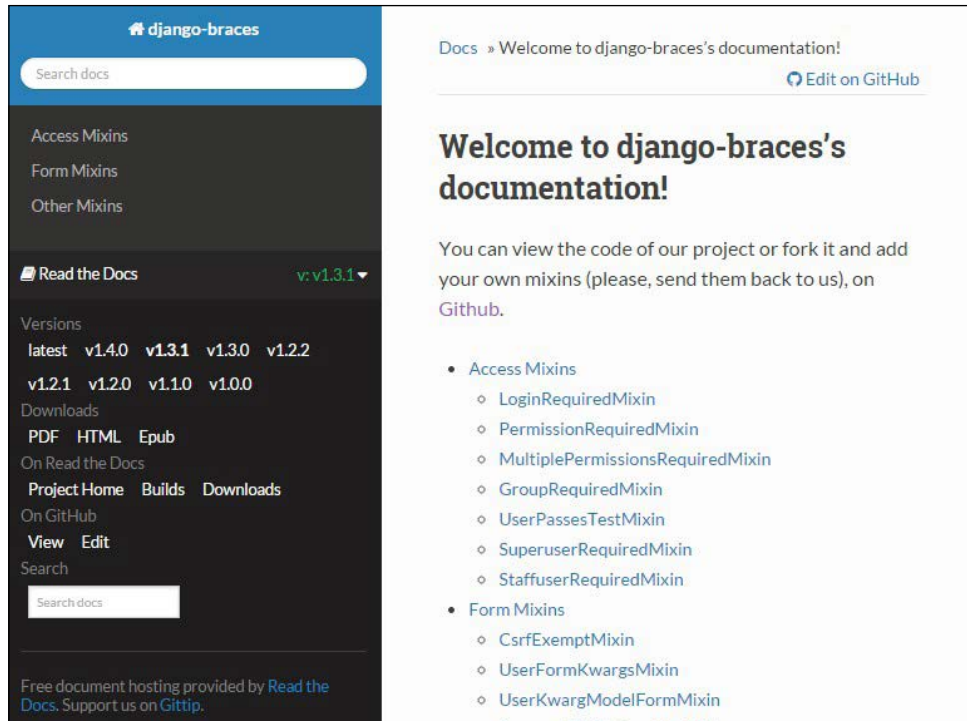 django-braces
Search docs
Access Mixins
Form Mixins
Other Mixins
Read the Docs v: v1.3.1
Versions
latest v1.4.0 v1.3.1 v1.3.0 v1.2.2
v1.2.1 v1.2.0 v1.1.0 v1.0.0
Downloads
PDF HTML Epub
On Read the Docs
Project Home Builds Downloads
On GitHub
View Edit
Search
Search docs
Free document hosting provided by Read the
Docs. Support us on Gittip.
Docs » Welcome to django-braces's documentation!
Edit on GitHub
Welcome to django-braces's
documentation!
You can view the code of our project or fork it and add
your own mixins (please, send them back to us), on
Github.
• Access Mixins
◦ LoginRequiredMixin
◦ PermissionRequiredMixin
◦ MultiplePermissionsRequiredMixin
◦ GroupRequiredMixin
◦ UserPassesTestMixin
◦ SuperuserRequiredMixin
◦ StaffuserRequiredMixin
• Form Mixins
◦ CsrfExemptMixin
◦ UserFormKwargsMixin
◦ UserKwargModelFormMixin